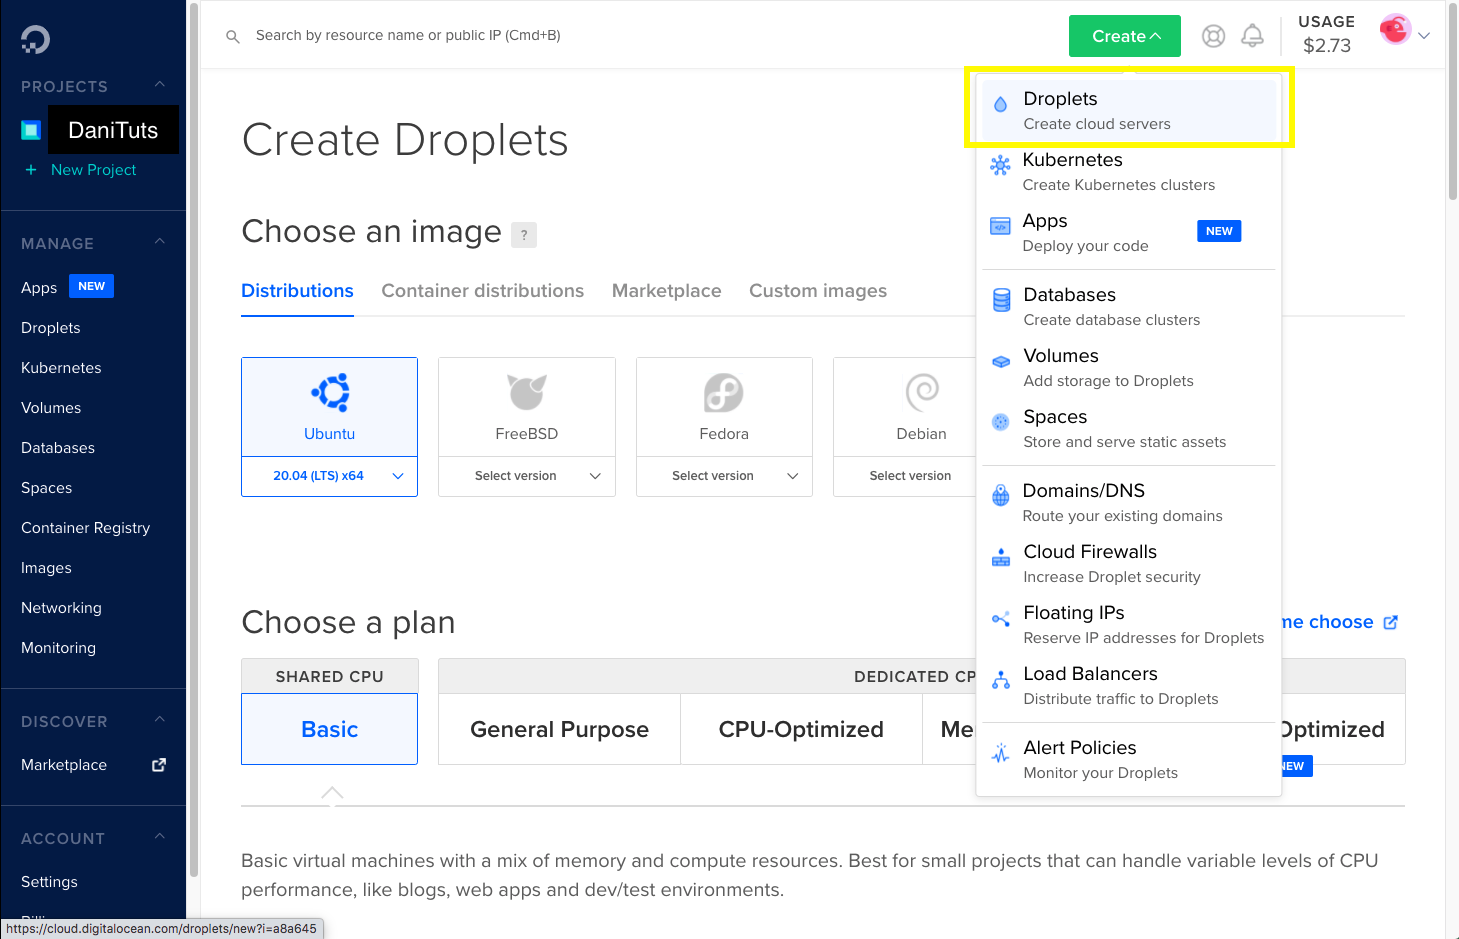 Search by resource name or public IP (Cmd+B)
Create
USAGE
$2.73
PROJECTS
DaniTuts
+ New Project
MANAGE
Apps NEW
Droplets
Kubernetes
Volumes
Databases
Spaces
Container Registry
Images
Networking
Monitoring
DISCOVER
Marketplace
ACCOUNT
Settings
https://cloud.digitalocean.com/droplets/new?i=a8a645
Create Droplets
Choose an image ?
Distributions Container distributions Marketplace Custom images
Ubuntu
20.04 (LTS) x64
FreeBSD
Select version
Fedora
Select version
Debian
Select version
Choose a plan
me choose
SHARED CPU
Basic
DEDICATED CP
General Purpose
CPU-Optimized
Me
Optimized
NEW
Basic virtual machines with a mix of memory and compute resources. Best for small projects that can handle variable levels of CPU
performance, like blogs, web apps and dev/test environments.
Droplets
Create cloud servers
Kubernetes
Create Kubernetes clusters
Apps
Deploy your code
NEW
Databases
Create database clusters
Volumes
Add storage to Droplets
Spaces
Store and serve static assets
Domains/DNS
Route your existing domains
Cloud Firewalls
Increase Droplet security
Floating IPs
Reserve IP addresses for Droplets
Load Balancers
Distribute traffic to Droplets
Alert Policies
Monitor your Droplets